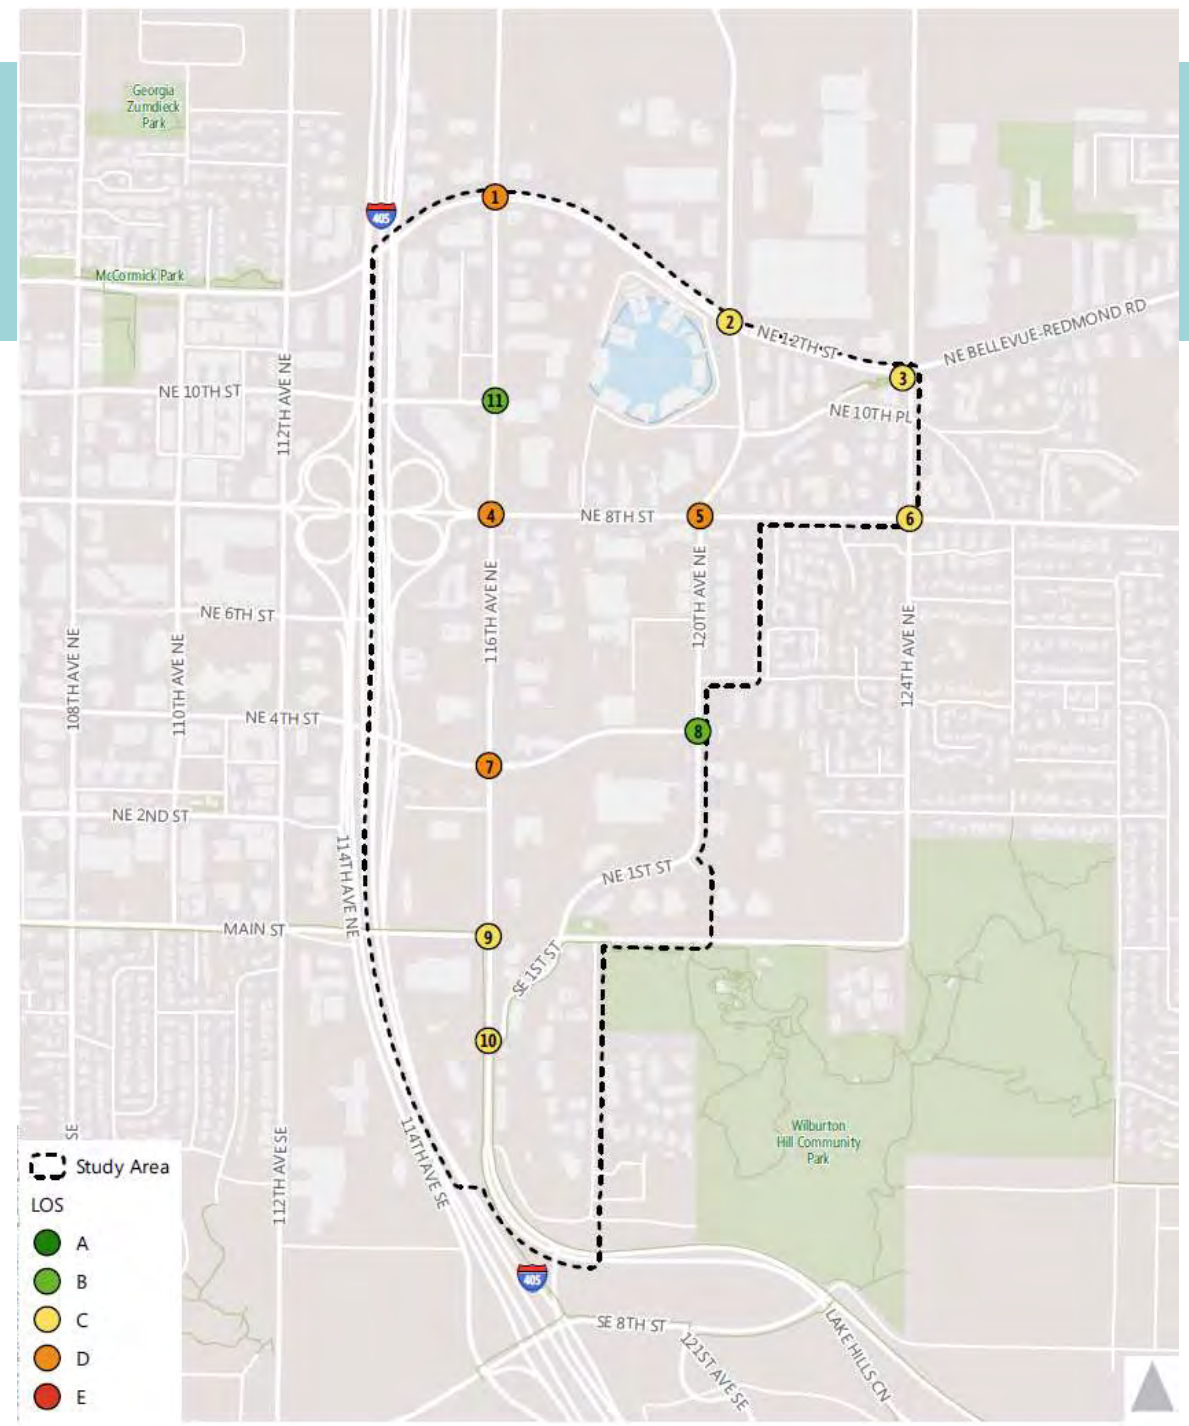 Georgia
Zumdieck
Park
405
1
McCormick Park
2
NE 12TH ST
NE BELLEVUE-REDMOND RD
3
NE 10TH ST
112TH AVE NE
11
NE 10TH PL
4
NE 8TH ST
5
6
116TH AVE NE
120TH AVE NE
NE 6TH ST
108TH AVE NE
110TH AVE NE
124TH AVE NE
NE 4TH ST
8
7
NE 2ND ST
114TH AVE NE
NE 1ST ST
MAIN ST
9
SE 1ST ST
10
Wilburton
Hill Community
Park
SE
112TH AVE SE
114TH AVE SE
Study Area
LOS
A
B
C
D
E
405
SE 8TH ST
121ST AVE SE
LAKE HILLS CN